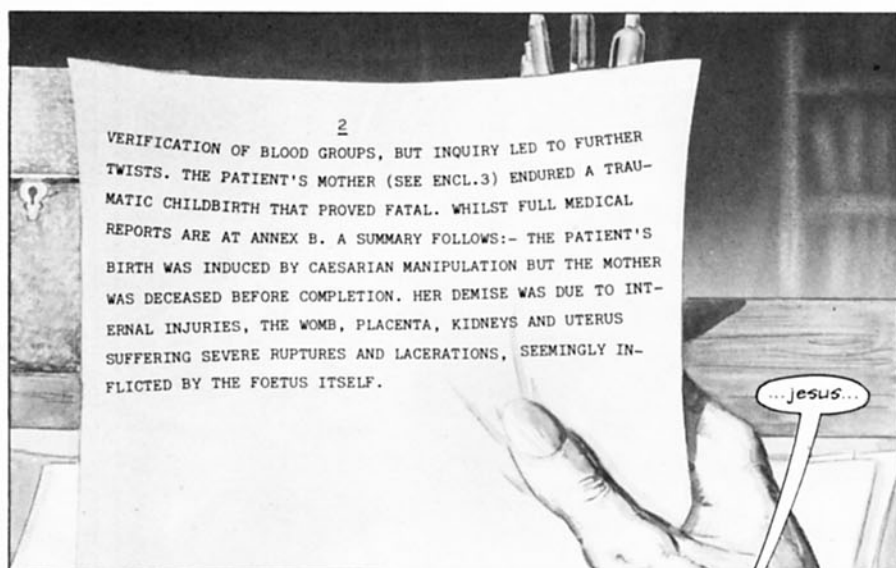 2
VERIFICATION OF BLOOD GROUPS, BUT INQUIRY LED TO FURTHER
TWISTS. THE PATIENT'S MOTHER (SEE ENCL.3) ENDURED A TRAU-
MATIC CHILDBIRTH THAT PROVED FATAL. WHILST FULL MEDICAL
REPORTS ARE AT ANNEX B. A SUMMARY FOLLOWS:- THE PATIENT'S
BIRTH WAS INDUCED BY CAESARIAN MANIPULATION BUT THE MOTHER
WAS DECEASED BEFORE COMPLETION. HER DEMISE WAS DUE TO INT-
ERNAL INJURIES, THE WOMB, PLACENTA, KIDNEYS AND UTERUS
SUFFERING SEVERE RUPTURES AND LACERATIONS, SEEMINGLY IN-
FLICTED BY THE FOETUS ITSELF.
...jesus...